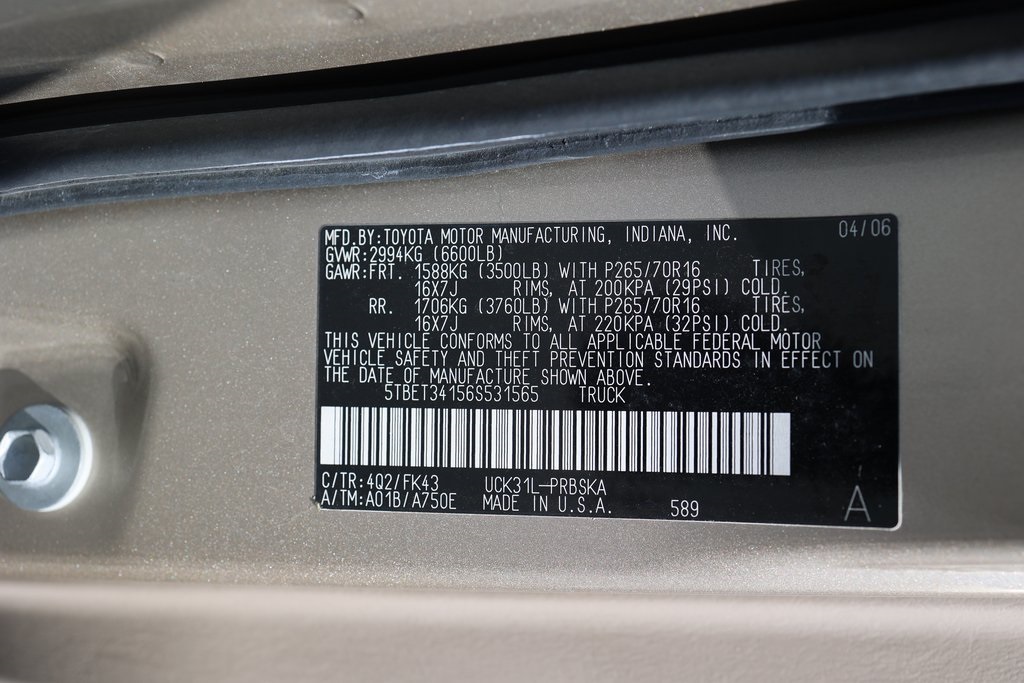 MFD.BY:TOYOTA MOTOR MANUFACTURING, INDIANA, INC. 04/06
GVWR:2994KG (6600LB)
GAWR:FRT. 1588KG (3500LB) WITH P265/70R16 TIRES,
16X7J RIMS, AT 200KPA (29PSI) COLD.
RR. 1706KG (3760LB) WITH P265/70R16 TIRES,
16X7J RIMS, AT 220KPA (32PSI) COLD.
THIS VEHICLE CONFORMS TO ALL APPLICABLE FEDERAL MOTOR
VEHICLE SAFETY AND THEFT PREVENTION STANDARDS IN EFFECT ON
THE DATE OF MANUFACTURE SHOWN ABOVE.
5TBET34156S531565 TRUCK
C/TR:4Q2/FK43 UCK31L-PRBSKA
A/TM:A01B/A750E MADE IN U.S.A. 589 A